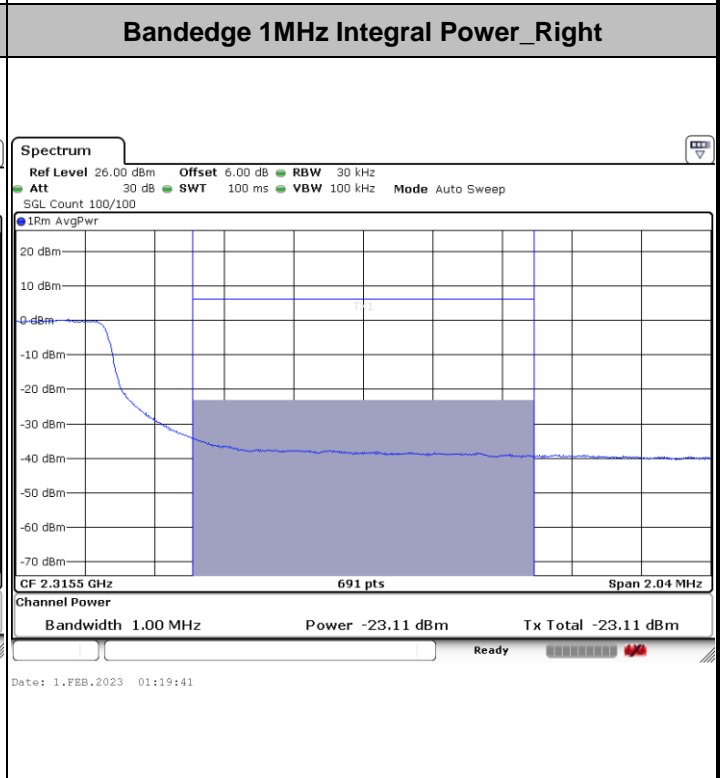 Bandedge 1MHz Integral Power_Right
Spectrum
Ref Level 26.00 dBm Offset 6.00 dB RBW 30 kHz
Att 30 dB SWT 100 ms VBW 100 kHz Mode Auto Sweep
SGL Count 100/100
1Rm AvgPwr
20 dBm
10 dBm
TX1
0 dBm
-10 dBm
-20 dBm
-30 dBm
-40 dBm
-50 dBm
-60 dBm
-70 dBm
CF 2.3155 GHz 691 pts Span 2.04 MHz
Channel Power
Bandwidth 1.00 MHz Power -23.11 dBm Tx Total -23.11 dBm
Ready
Date: 1.FEB.2023 01:19:41